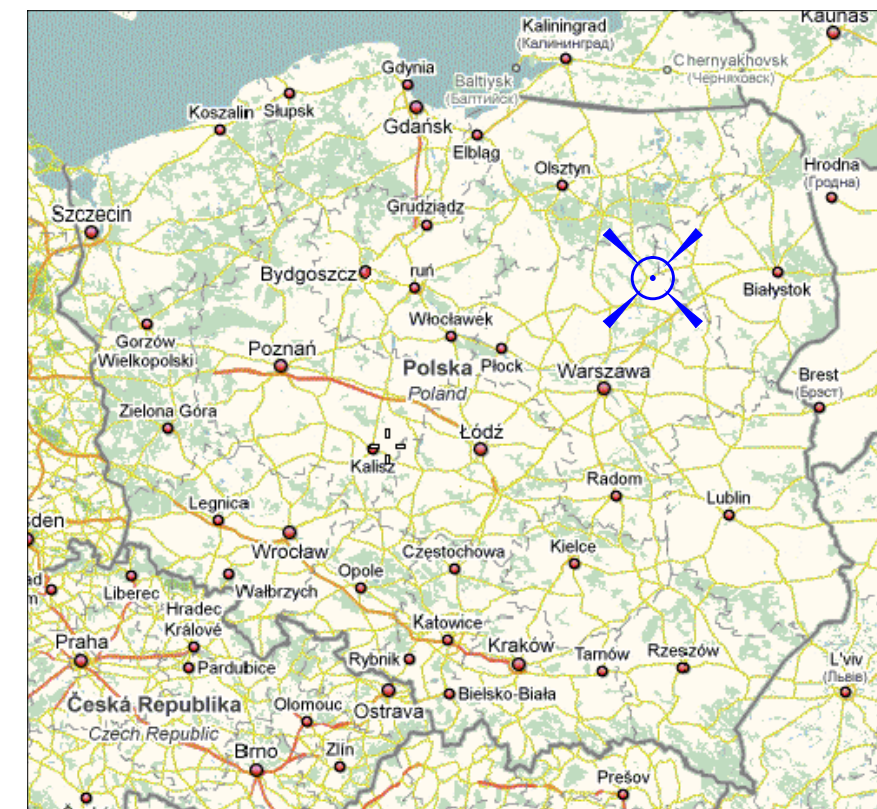 Kaunas
Kaliningrad
(Калининград)
Chernyakhovsk
(Черняховск)
Gdynia
Baltiysk
(Балтийск)
Koszalin
Słupsk
Gdańsk
Elbląg
Olsztyn
Hrodna
(Гродна)
Szczecin
Grudziądz
Bydgoszcz
ruń
Białystok
Włocławek
Gorzów
Wielkopolski
Poznań
Polska
Poland
Płock
Warszawa
Brest
(Брэст)
Zielona Góra
Łódź
Kalisz
Radom
Lublin
Legnica
sden
Wrocław
Częstochowa
Kielce
Opole
Wałbrzych
ad
m
Liberec
Hradec
Králové
Katowice
Praha
Pardubice
Rybnik
Kraków
Tarnów
Rzeszów
L'viv
(Львів)
Česká Republika
Czech Republic
Olomouc
Ostrava
Bielsko-Biała
Brno
Zlín
Prešov